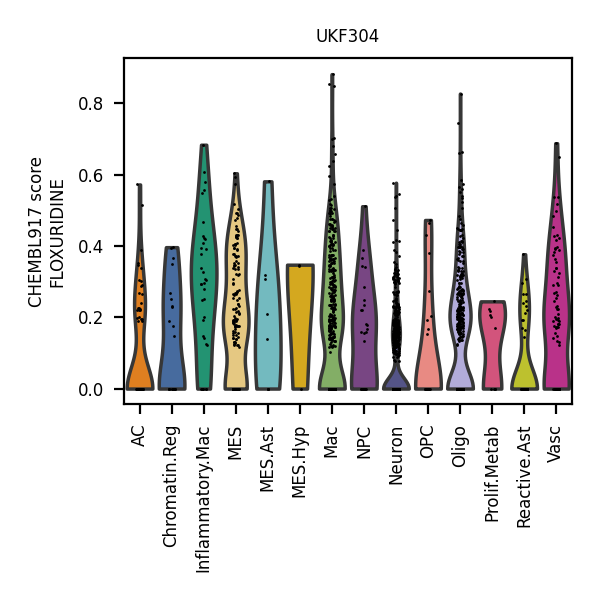 UKF304
CHEMBL917 score
FLOXURIDINE
0.8
0.6
0.4
0.2
0.0
AC
Chromatin.Reg
Inflammatory.Mac
MES
MES.Ast
MES.Hyp
Mac
NPC
Neuron
OPC
Oligo
Prolif.Metab
Reactive.Ast
Vasc